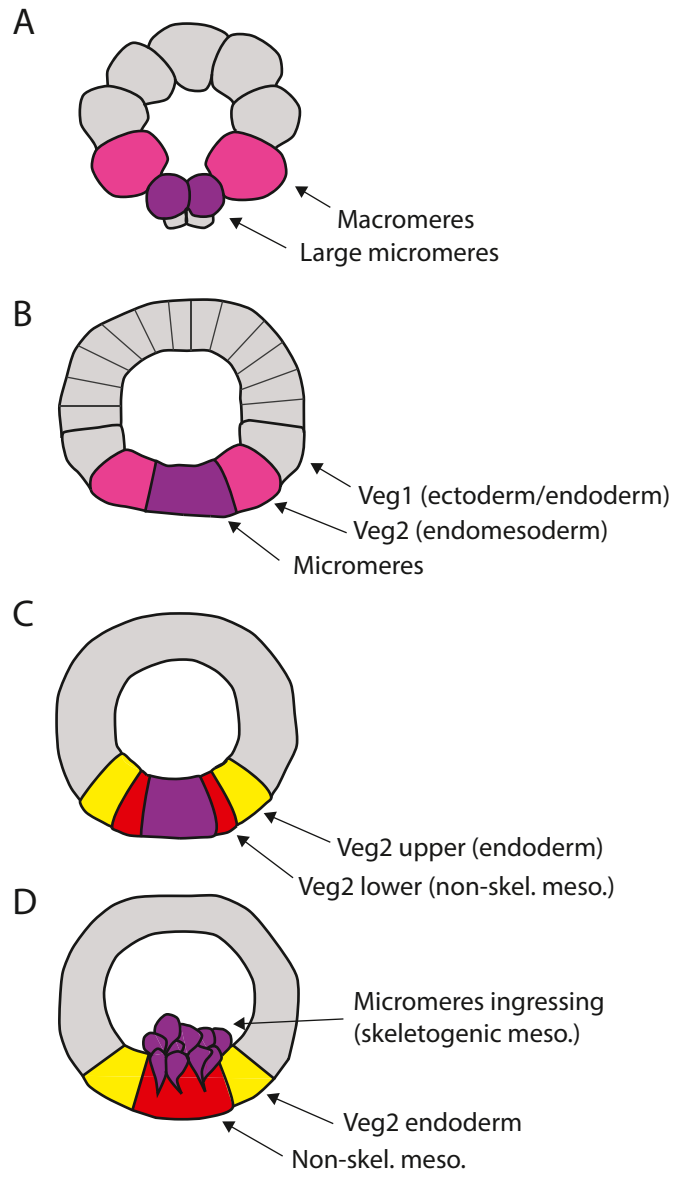 A
Macromeres
Large micromeres
B
Veg1 (ectoderm/endoderm)
Veg2 (endomesoderm)
Micromeres
C
Veg2 upper (endoderm)
Veg2 lower (non-skel. meso.)
D
Micromeres ingressing
(skeletogenic meso.)
Veg2 endoderm
Non-skel. meso.